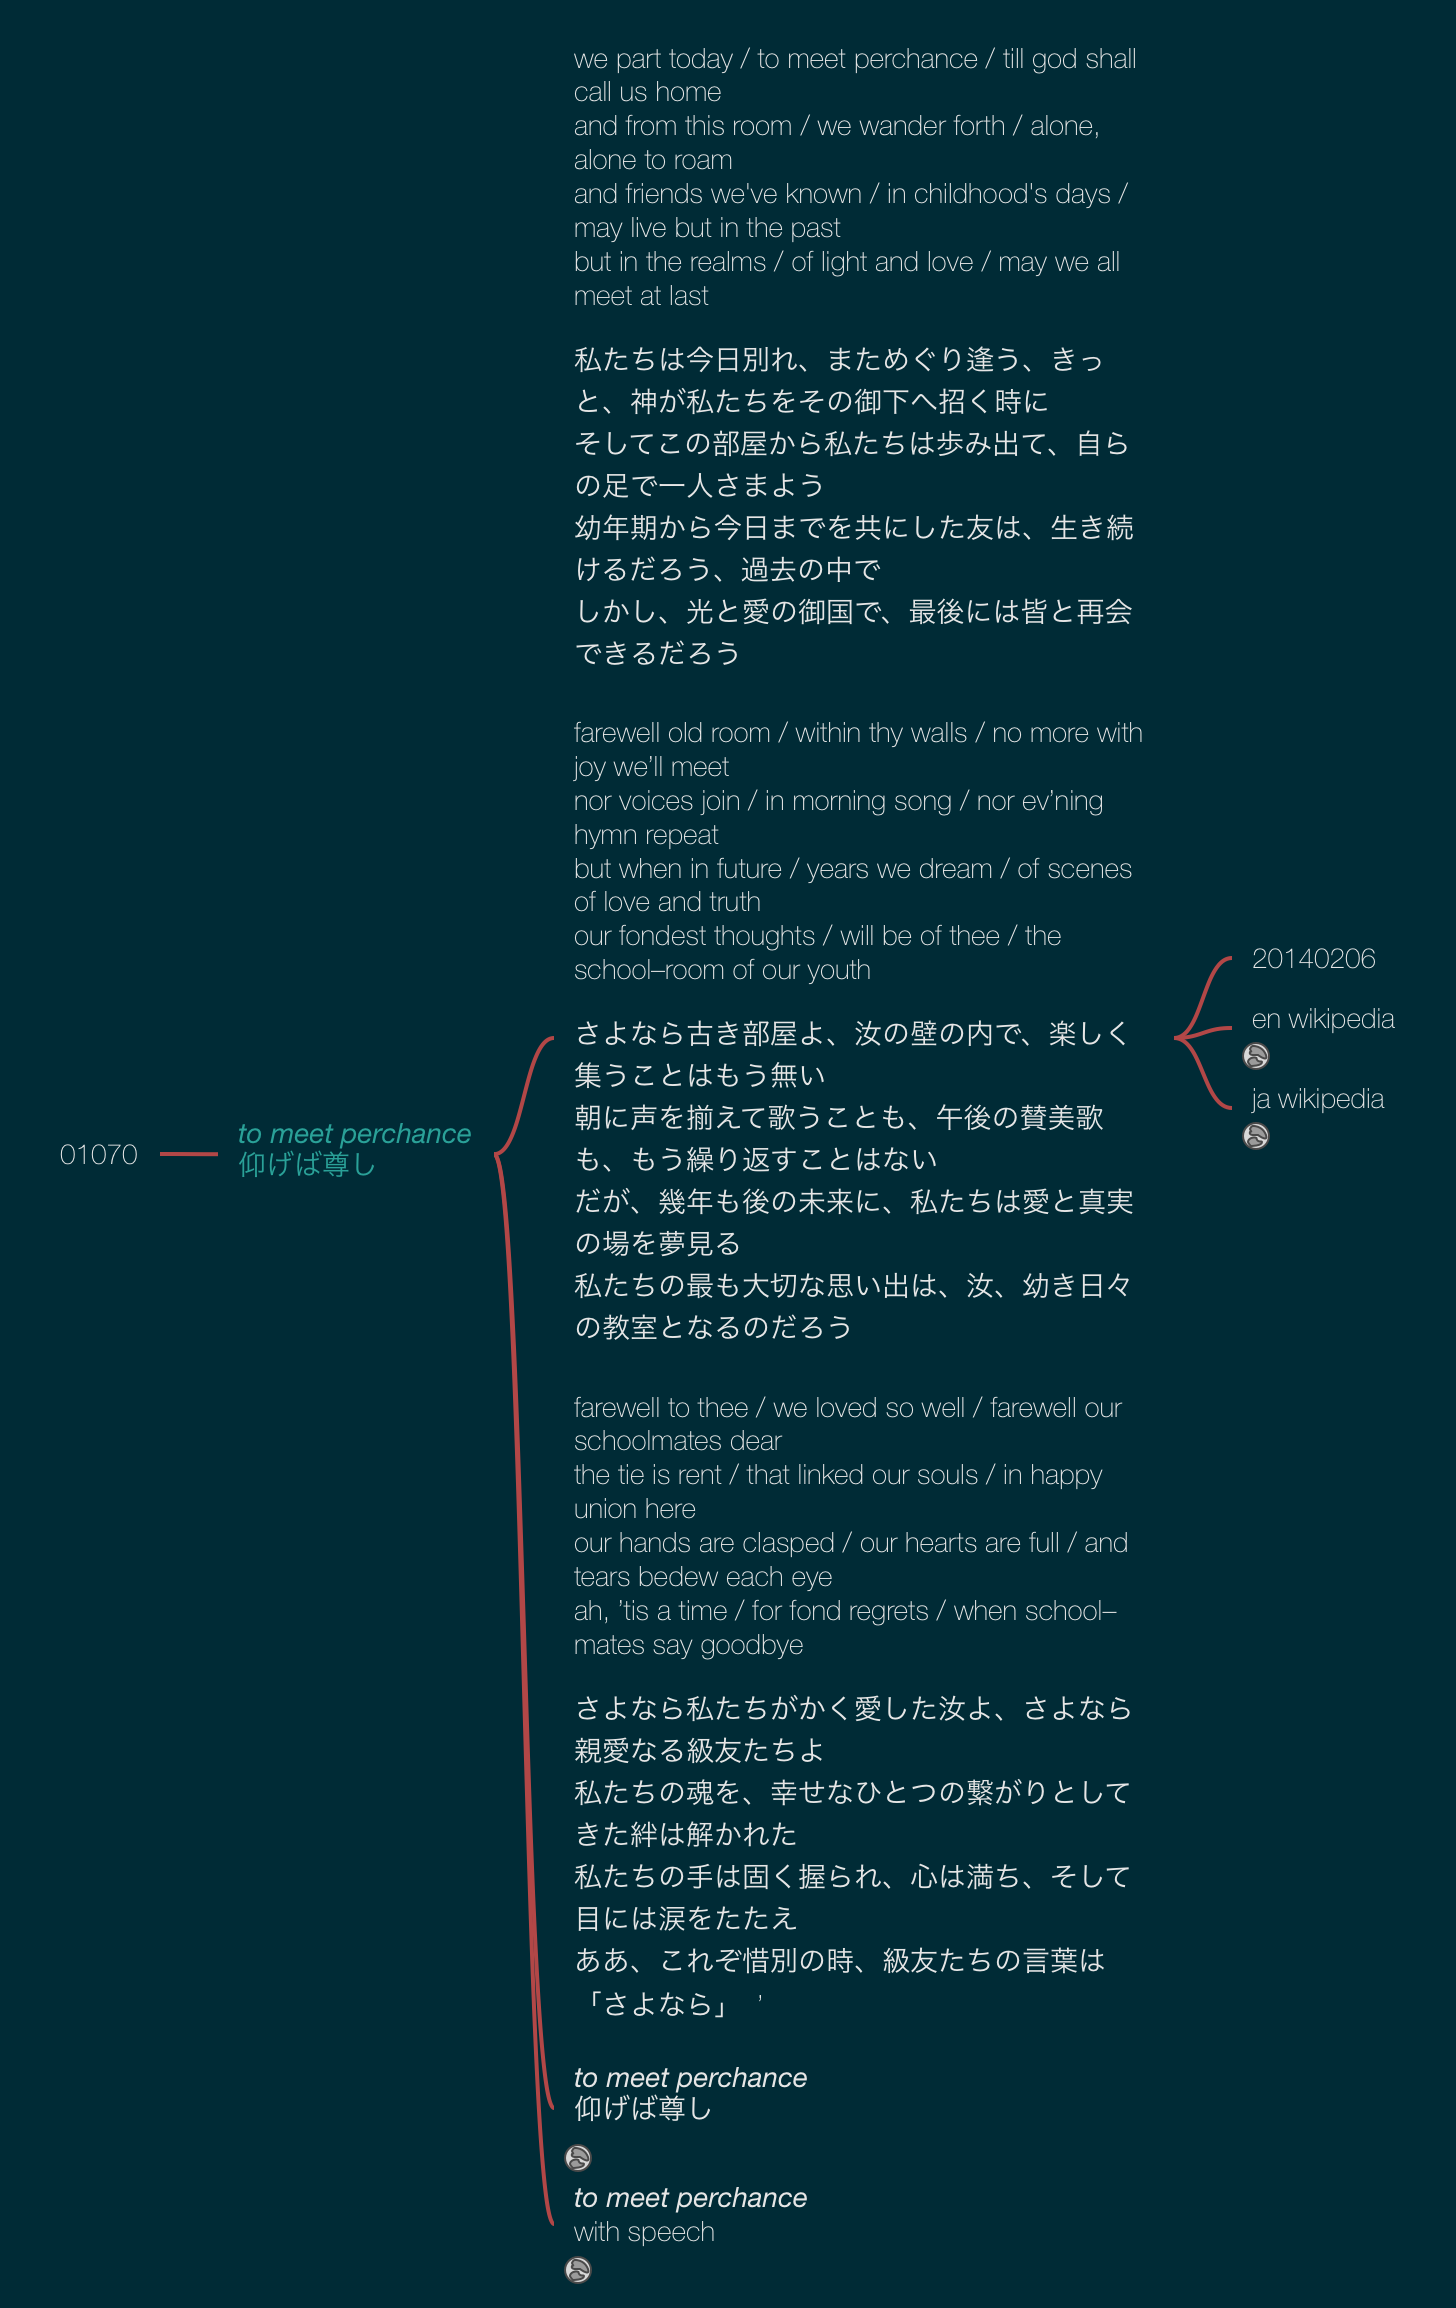 01070
to meet perchance
仰げば尊し
we part today / to meet perchance / till god shall
call us home
and from this room / we wander forth / alone,
alone to roam
and friends we've known / in childhood's days /
may live but in the past
but in the realms / of light and love / may we all
meet at last
私たちは今日別れ、まためぐり逢う、きっ
と、神が私たちをその御下へ招く時に
そしてこの部屋から私たちは歩み出て、自ら
の足で一人さまよう
幼年期から今日までを共にした友は、生き続
けるだろう、過去の中で
しかし、光と愛の御国で、最後には皆と再会
できるだろう
farewell old room / within thy walls / no more with
joy we’ll meet
nor voices join / in morning song / nor ev’ning
hymn repeat
but when in future / years we dream / of scenes
of love and truth
our fondest thoughts / will be of thee / the
school–room of our youth
さよなら古き部屋よ、汝の壁の内で、楽しく
集うことはもう無い
朝に声を揃えて歌うことも、午後の賛美歌
も、もう繰り返すことはない
だが、幾年も後の未来に、私たちは愛と真実
の場を夢見る
私たちの最も大切な思い出は、汝、幼き日々
の教室となるのだろう
farewell to thee / we loved so well / farewell our
schoolmates dear
the tie is rent / that linked our souls / in happy
union here
our hands are clasped / our hearts are full / and
tears bedew each eye
ah, ’tis a time / for fond regrets / when school–
mates say goodbye
さよなら私たちがかく愛した汝よ、さよなら
親愛なる級友たちよ
私たちの魂を、幸せなひとつの繋がりとして
きた絆は解かれた
私たちの手は固く握られ、心は満ち、そして
目には涙をたたえ
ああ、これぞ惜別の時、級友たちの言葉は
「さよなら」 ’
20140206
en wikipedia
ja wikipedia
to meet perchance
仰げば尊し
to meet perchance
with speech